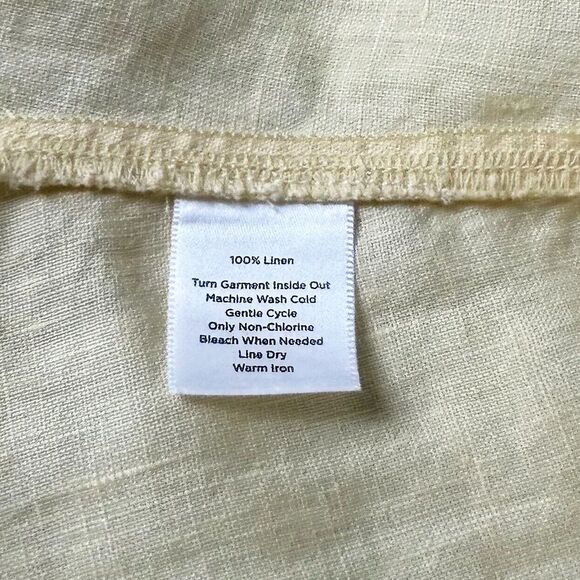 100% Linen
Turn Garment Inside Out
Machine Wash Cold
Gentle Cycle
Only Non-Chlorine
Bleach When Needed
Line Dry
Warm Iron